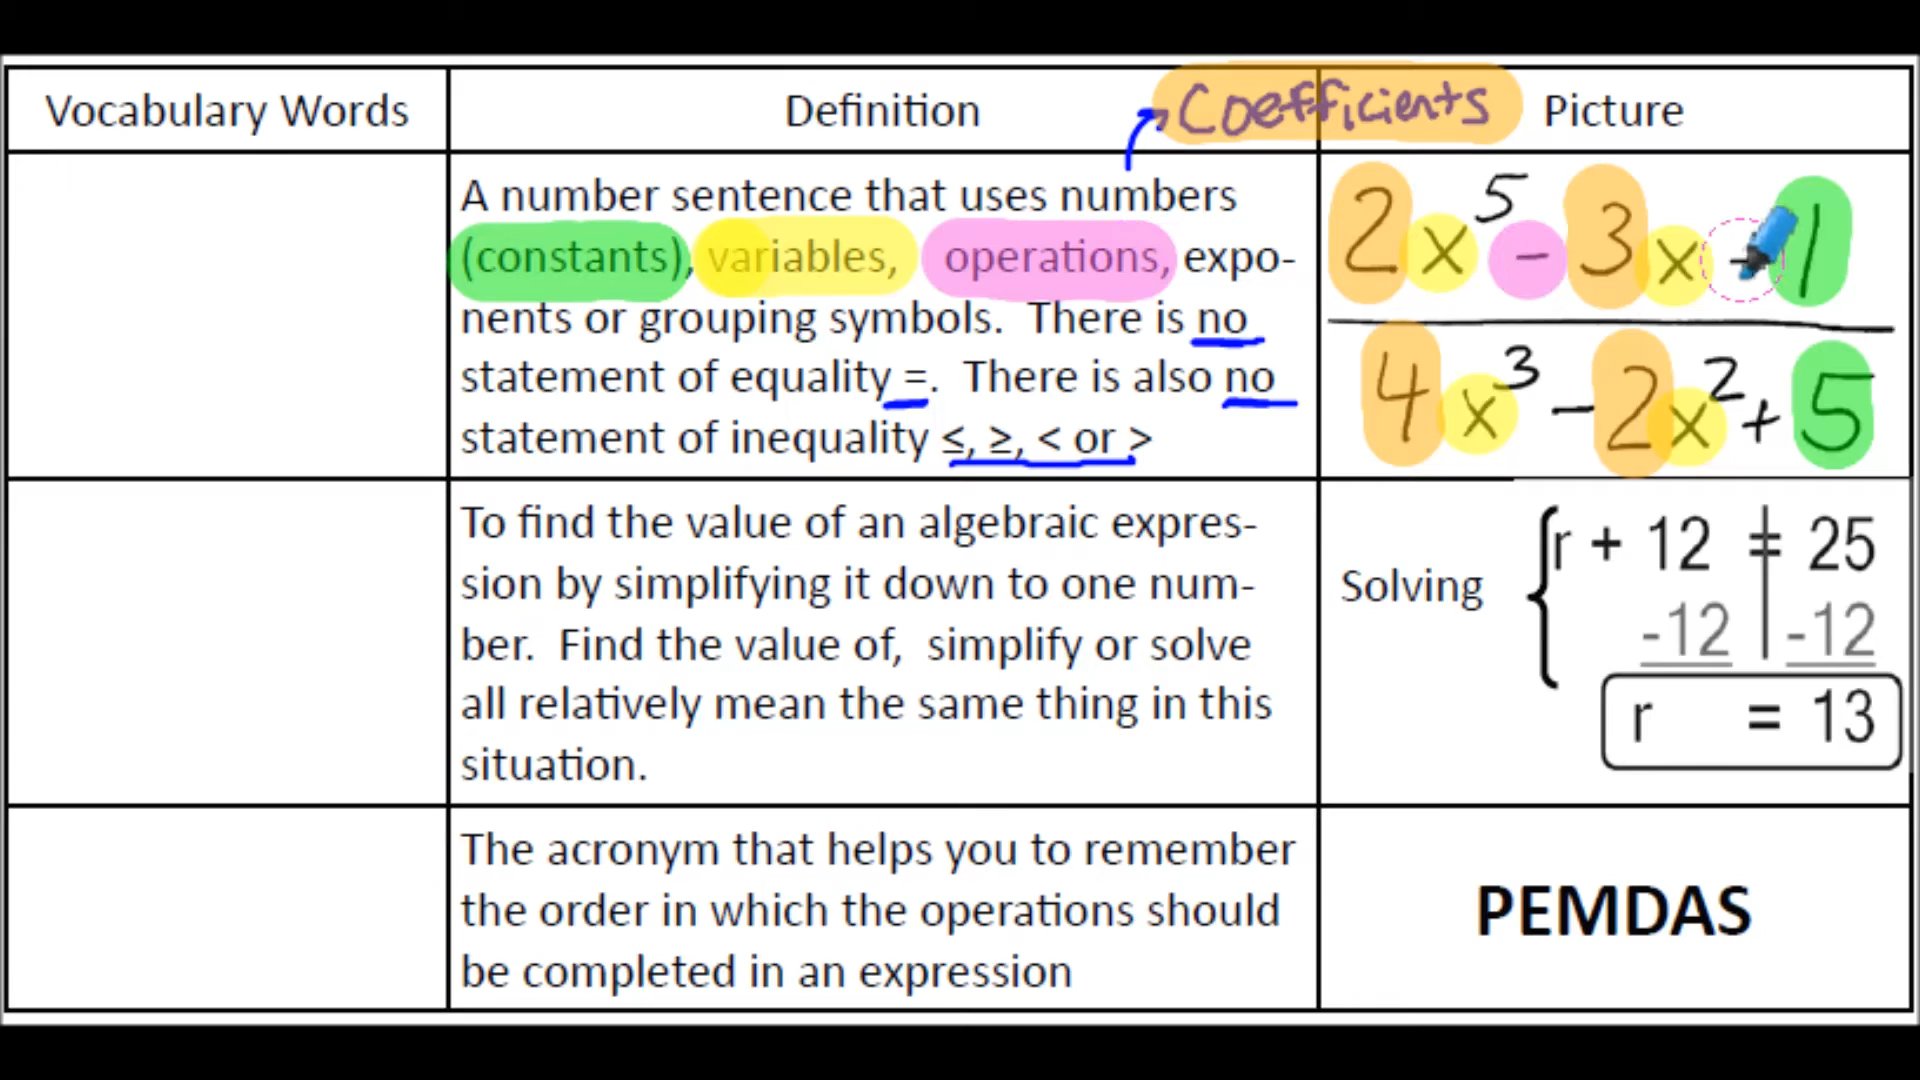 Vocabulary Words
Definition
Coefficients
Picture
A number sentence that uses numbers
(constants), variables, operations, expo-
nents or grouping symbols. There is no
statement of equality =. There is also no
statement of inequality ≤, ≥, < or >
2x⁵ - 3x - 1
4x³ - 2x² + 5
To find the value of an algebraic expres-
sion by simplifying it down to one num-
ber. Find the value of, simplify or solve
all relatively mean the same thing in this
situation.
Solving
r + 12 = 25
-12 -12
r = 13
The acronym that helps you to remember
the order in which the operations should
be completed in an expression
PEMDAS